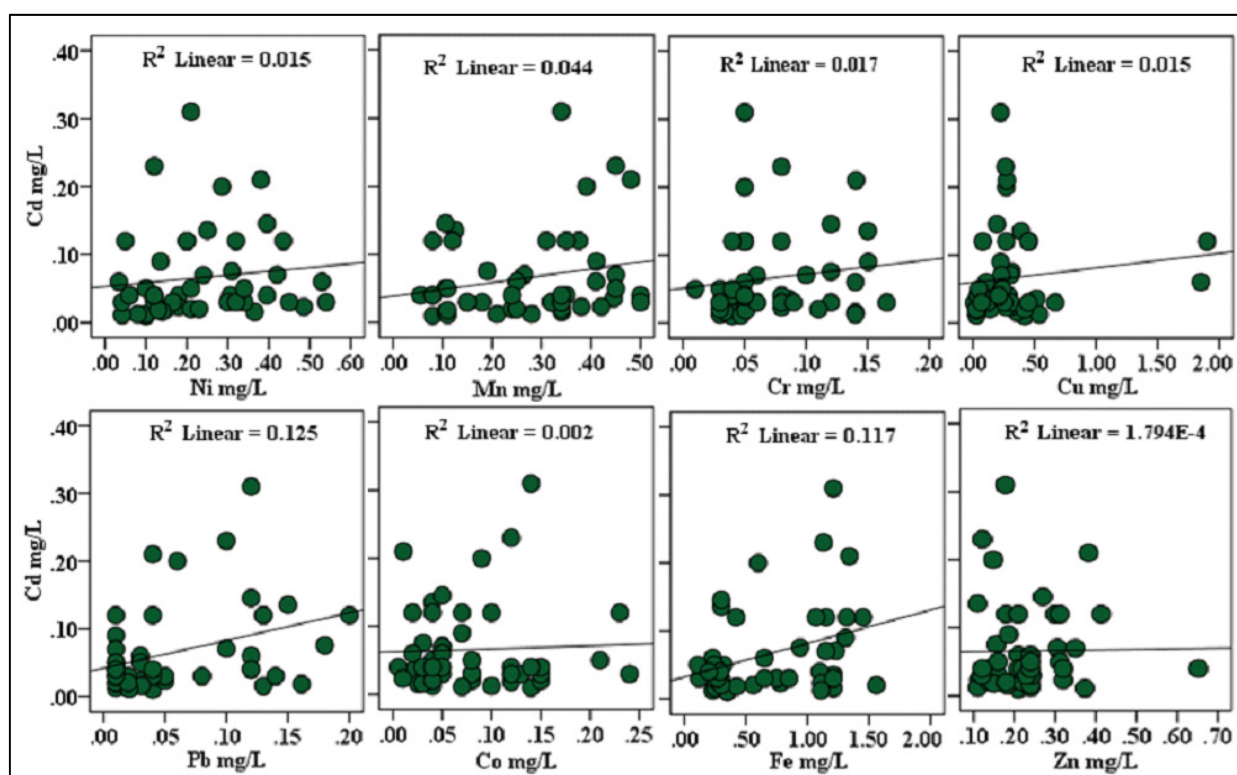 R² Linear = 0.015
R² Linear = 0.044
R² Linear = 0.017
R² Linear = 0.015
.40
.30
.20
.10
.00
Cd mg/L
.00 .10 .20 .30 .40 .50 .60
.00 .10 .20 .30 .40 .50
.00 .05 .10 .15 .20
.00 .50 1.00 1.50 2.00
Ni mg/L
Mn mg/L
Cr mg/L
Cu mg/L
R² Linear = 0.125
R² Linear = 0.002
R² Linear = 0.117
R² Linear = 1.794E-4
.40
.30
.20
.10
.00
Cd mg/L
.00 .05 .10 .15 .20
.00 .05 .10 .15 .20 .25
.00 .50 1.00 1.50 2.00
.10 .20 .30 .40 .50 .60 .70
Pb mg/L
Co mg/L
Fe mg/L
Zn mg/L